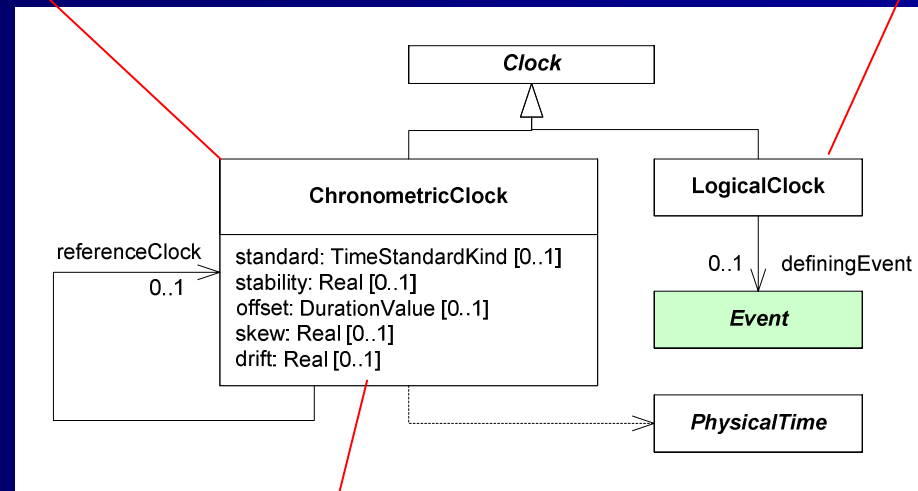 Clock
ChronometricClock
LogicalClock
referenceClock
0..1
standard: TimeStandardKind [0..1]
stability: Real [0..1]
offset: DurationValue [0..1]
skew: Real [0..1]
drift: Real [0..1]
0..1 definingEvent
Event
PhysicalTime